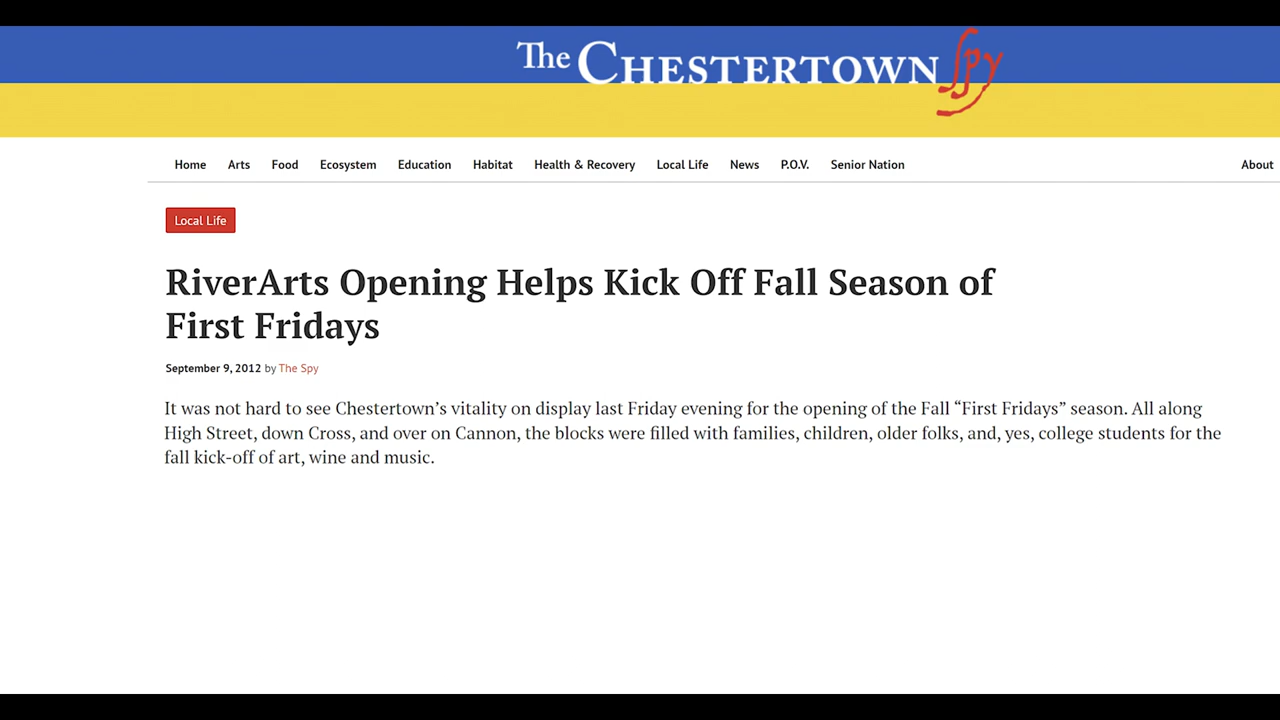 The CHESTERTOWN Spy
Home Arts Food Ecosystem Education Habitat Health & Recovery Local Life News P.O.V. Senior Nation About
Local Life
RiverArts Opening Helps Kick Off Fall Season of
First Fridays
September 9, 2012 by The Spy
It was not hard to see Chestertown’s vitality on display last Friday evening for the opening of the Fall “First Fridays” season. All along
High Street, down Cross, and over on Cannon, the blocks were filled with families, children, older folks, and, yes, college students for the
fall kick-off of art, wine and music.